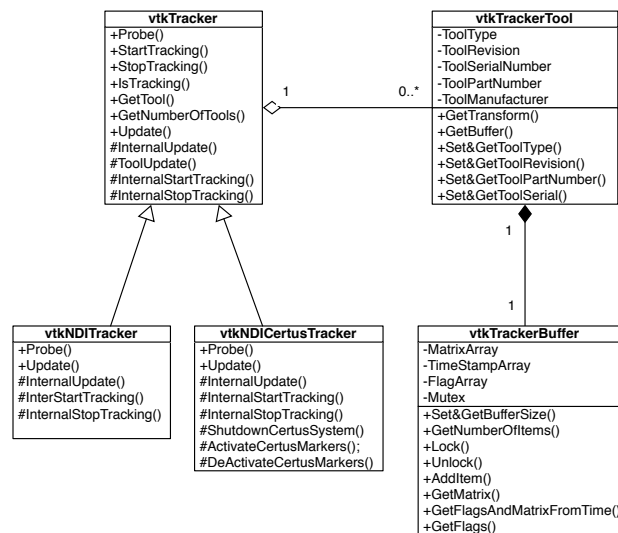 vtkTracker
+Probe()
+StartTracking()
+StopTracking()
+IsTracking()
+GetTool()
+GetNumberOfTools()
+Update()
#InternalUpdate()
#ToolUpdate()
#InternalStartTracking()
#InternalStopTracking()
1
0..*
vtkTrackerTool
-ToolType
-ToolRevision
-ToolSerialNumber
-ToolPartNumber
-ToolManufacturer
+GetTransform()
+GetBuffer()
+Set&GetToolType()
+Set&GetToolRevision()
+Set&GetToolPartNumber()
+Set&GetToolSerial()
1
1
vtkNDITracker
+Probe()
+Update()
#InternalUpdate()
#InterStartTracking()
#InternalStopTracking()
vtkNDICertusTracker
+Probe()
+Update()
#InternalUpdate()
#InternalStartTracking()
#InternalStopTracking()
#ShutdownCertusSystem()
#ActivateCertusMarkers();
#DeActivateCertusMarkers()
vtkTrackerBuffer
-MatrixArray
-TimeStampArray
-FlagArray
-Mutex
+Set&GetBufferSize()
+GetNumberOfItems()
+Lock()
+Unlock()
+AddItem()
+GetMatrix()
+GetFlagsAndMatrixFromTime()
+GetFlags()